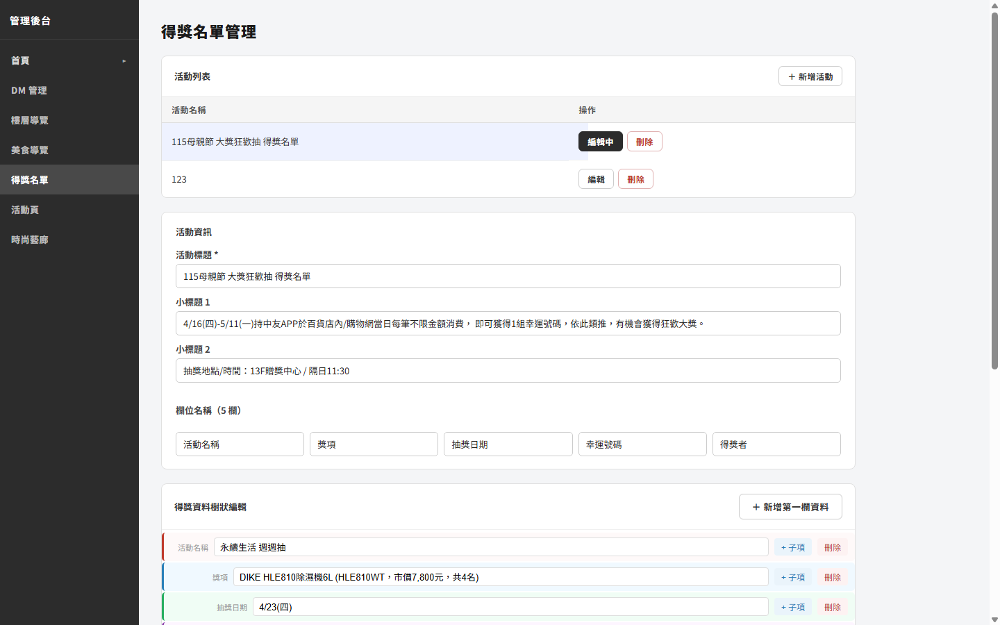 管理後台
首頁
DM 管理
樓層導覽
美食導覽
得獎名單
活動頁
時尚藝廊
得獎名單管理
活動列表
＋ 新增活動
活動名稱 操作
115母親節 大獎狂歡抽 得獎名單 編輯中 刪除
123 編輯 刪除
活動資訊
活動標題 *
115母親節 大獎狂歡抽 得獎名單
小標題 1
4/16(四)-5/11(一)持中友APP於百貨店內/購物網當日每筆不限金額消費， 即可獲得1組幸運號碼，依此類推，有機會獲得狂歡大獎。
小標題 2
抽獎地點/時間：13F贈獎中心 / 隔日11:30
欄位名稱（5 欄）
活動名稱 獎項 抽獎日期 幸運號碼 得獎者
得獎資料樹狀編輯
＋ 新增第一欄資料
活動名稱 永續生活 週週抽 + 子項 刪除
獎項 DIKE HLE810除濕機6L (HLE810WT，市價7,800元，共4名) + 子項 刪除
抽獎日期 4/23(四) + 子項 刪除